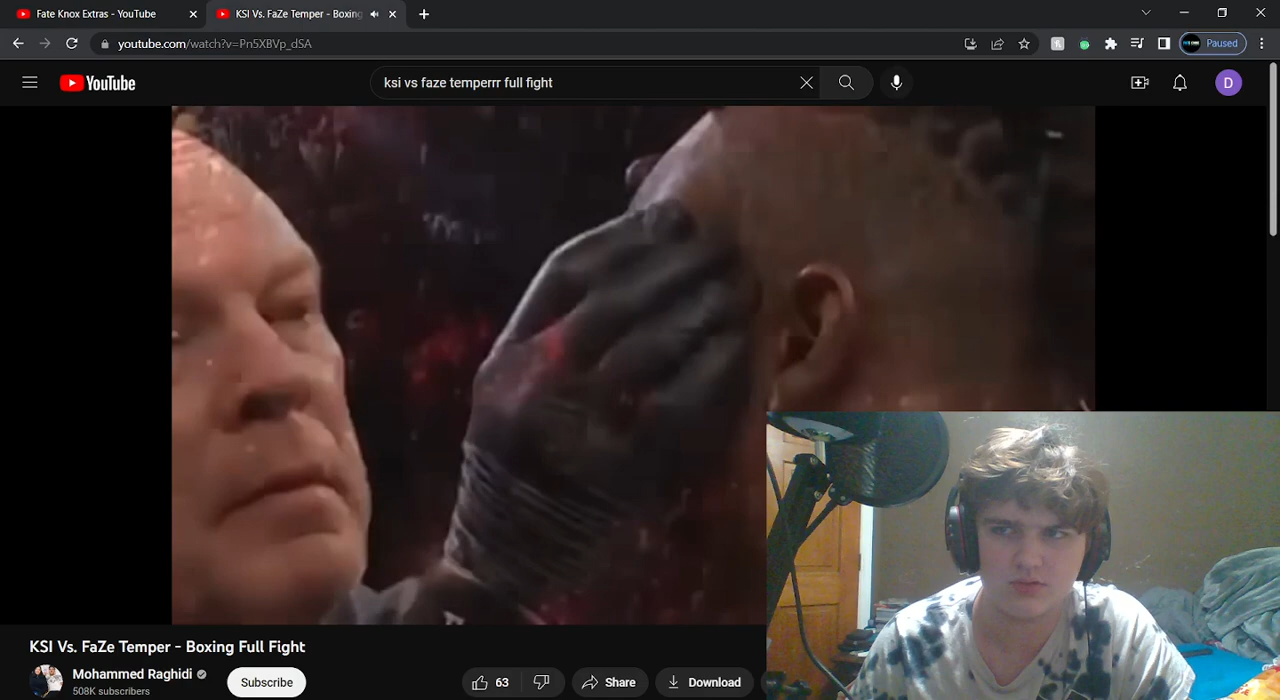 Fate Knox Extras - YouTube
KSI Vs. FaZe Temper - Boxing
youtube.com/watch?v=Pn5XBVp_dSA
Paused
YouTube
ksi vs faze temperrr full fight
D
KSI Vs. FaZe Temper - Boxing Full Fight
Mohammed Raghidi
508K subscribers
Subscribe
63
Share
Download